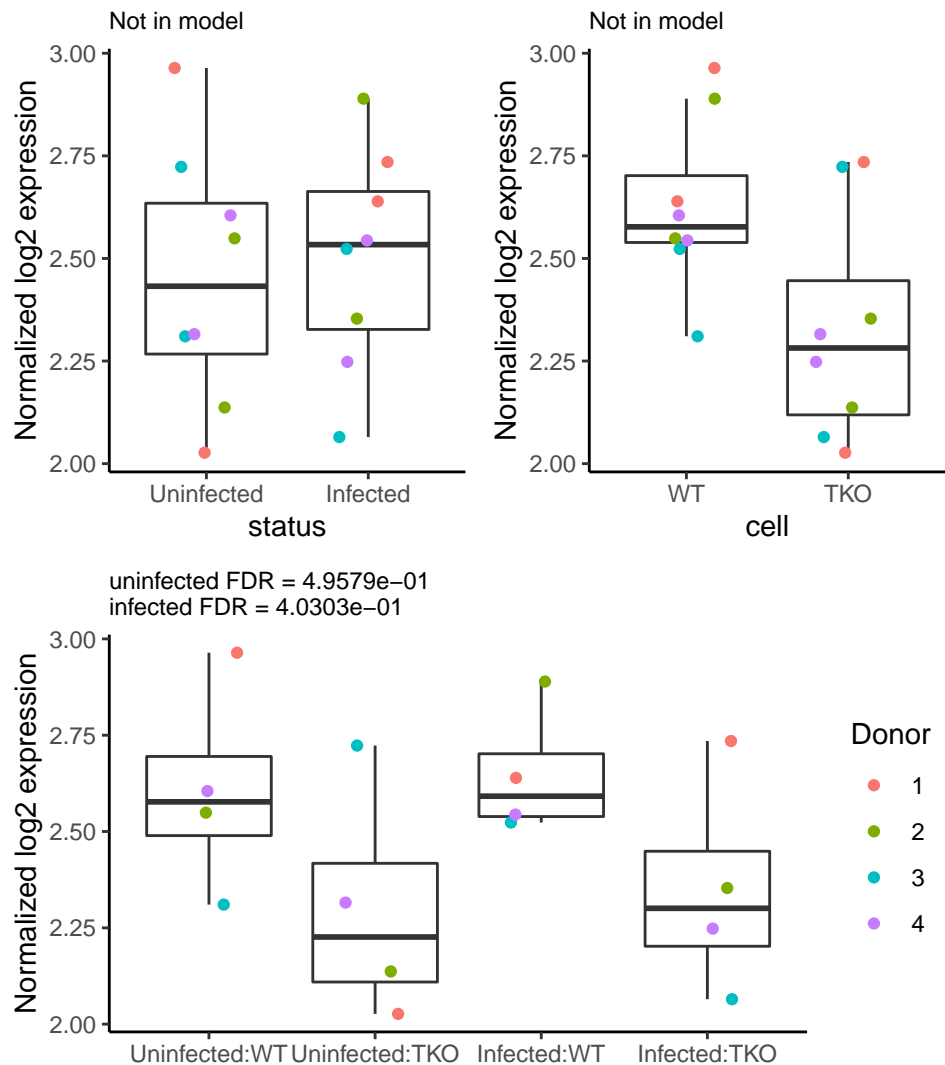 Not in model
Normalized log2 expression
3.00
2.75
2.50
2.25
2.00
Uninfected
Infected
status
Not in model
Normalized log2 expression
3.00
2.75
2.50
2.25
2.00
WT
TKO
cell
uninfected FDR = 4.9579e−01
infected FDR = 4.0303e−01
Normalized log2 expression
3.00
2.75
2.50
2.25
2.00
Uninfected:WT
Uninfected:TKO
Infected:WT
Infected:TKO
Donor
1
2
3
4